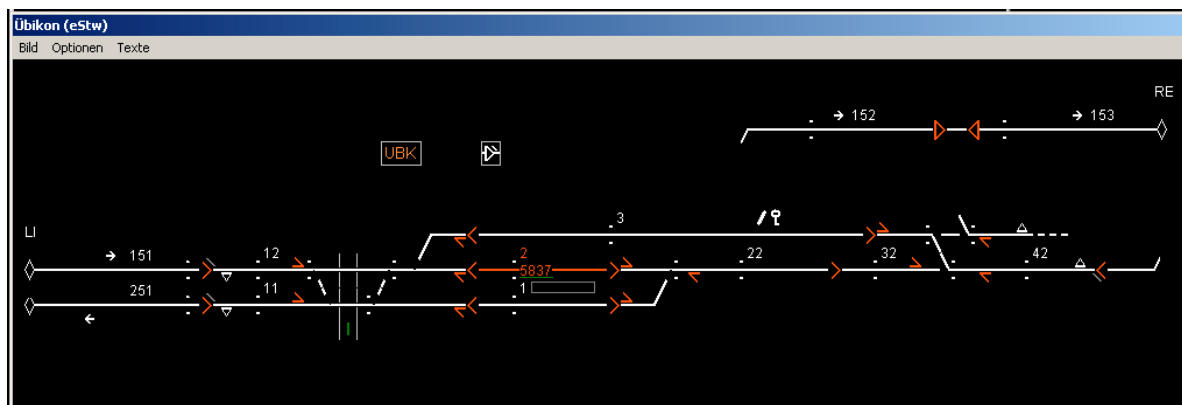 Übikon (eStw)
Bild Optionen Texte
RE
→ 152
→ 153
UBK
3
LI
→ 151
12
2
22
32
42
5837
251
11
1
←